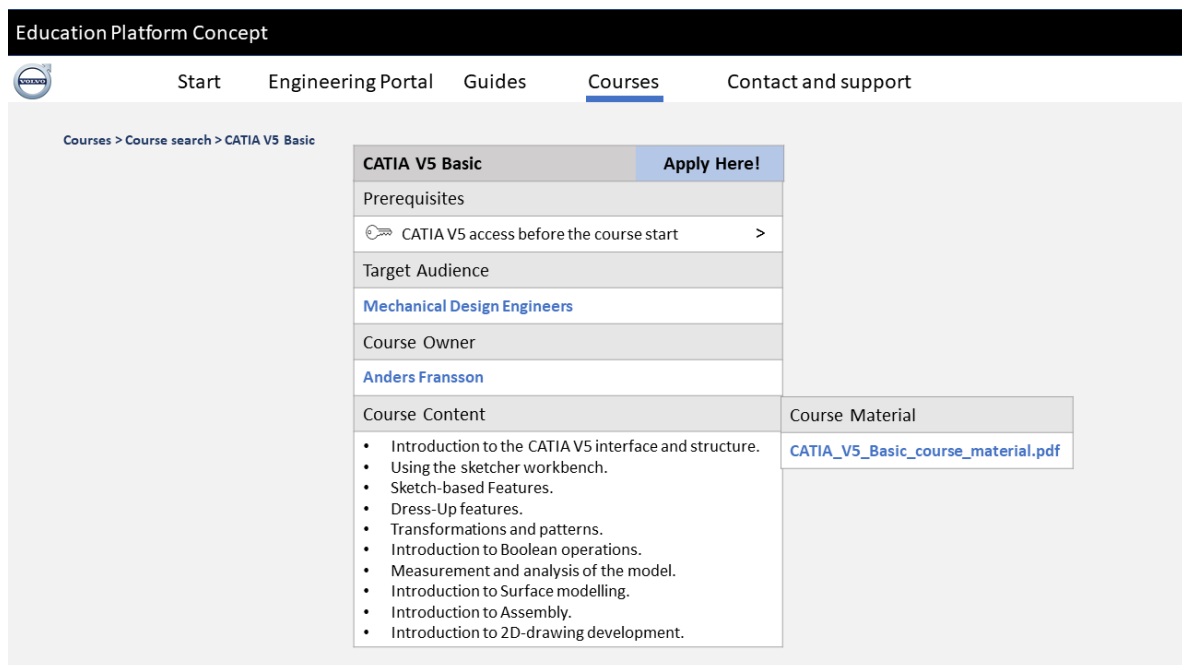 Education Platform Concept
VOLVO
Start Engineering Portal Guides Courses Contact and support
Courses > Course search > CATIA V5 Basic
CATIA V5 Basic Apply Here!
Prerequisites
CATIA V5 access before the course start >
Target Audience
Mechanical Design Engineers
Course Owner
Anders Fransson
Course Content
• Introduction to the CATIA V5 interface and structure.
• Using the sketcher workbench.
• Sketch-based Features.
• Dress-Up features.
• Transformations and patterns.
• Introduction to Boolean operations.
• Measurement and analysis of the model.
• Introduction to Surface modelling.
• Introduction to Assembly.
• Introduction to 2D-drawing development.
Course Material
CATIA_V5_Basic_course_material.pdf